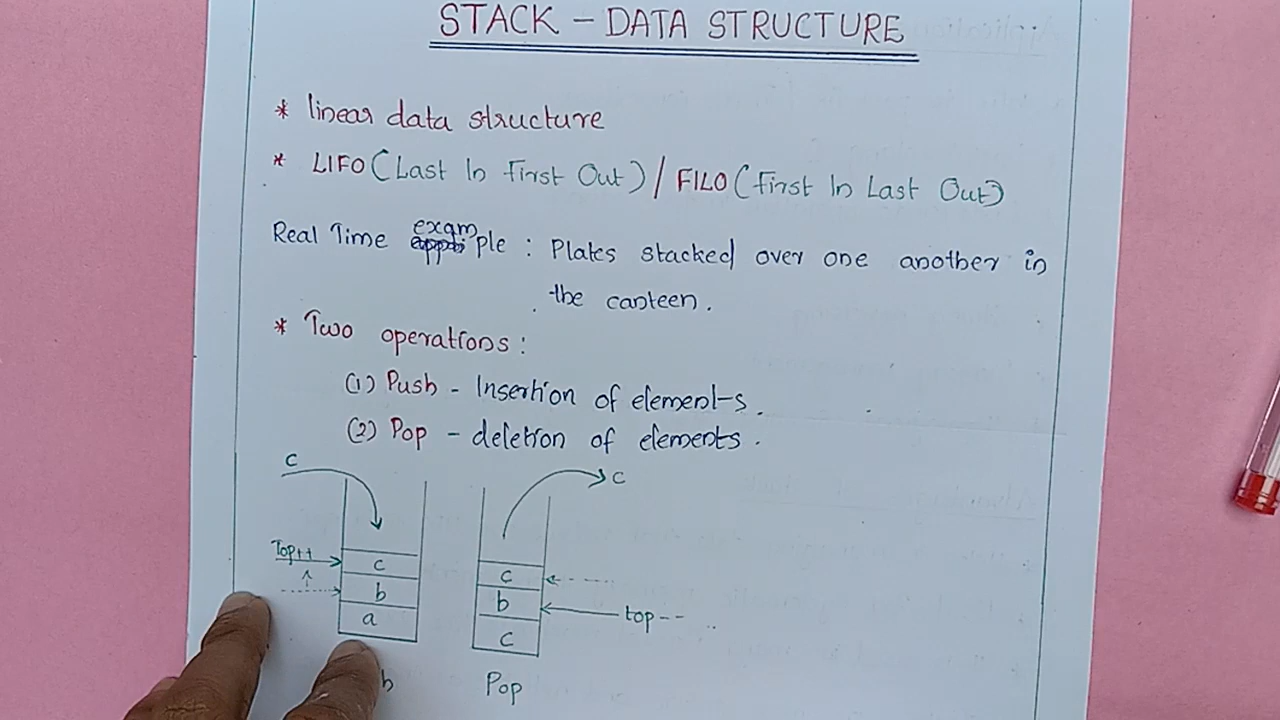 STACK - DATA STRUCTURE
* linear data structure
* LIFO (Last In First Out) / FILO (First In Last Out)
Real Time example : Plates stacked over one another in
the canteen.
* Two operations :
(1) Push - Insertion of element-s.
(2) Pop - deletion of elements.
c
c
Top++
c
b
a
c
b
c
top--
h
Pop